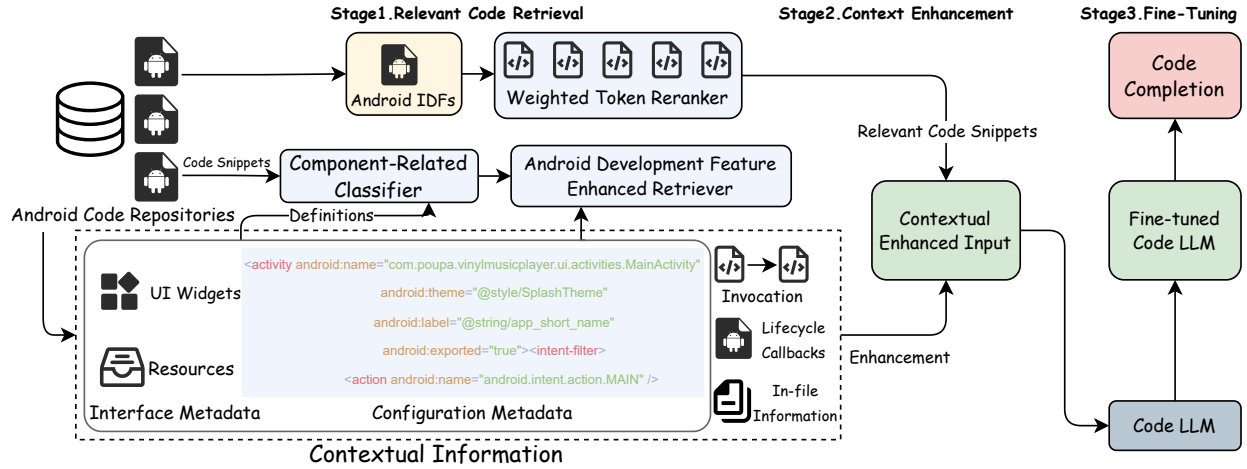 Stage1.Relevant Code Retrieval
Stage2.Context Enhancement
Stage3.Fine-Tuning
Android IDFs
Weighted Token Reranker
Code
Completion
Relevant Code Snippets
Code Snippets
Component-Related
Classifier
Android Development Feature
Enhanced Retriever
Android Code Repositories
Definitions
Contextual
Enhanced Input
Fine-tuned
Code LLM
<activity android:name="com.poupa.vinylmusicplayer.ui.activities.MainActivity"
android:theme="@style/SplashTheme"
android:label="@string/app_short_name"
android:exported="true"><intent-filter>
<action android:name="android.intent.action.MAIN" />
UI Widgets
Resources
Interface Metadata
Configuration Metadata
Invocation
Lifecycle
Callbacks
In-file
Information
Enhancement
Code LLM
Contextual Information